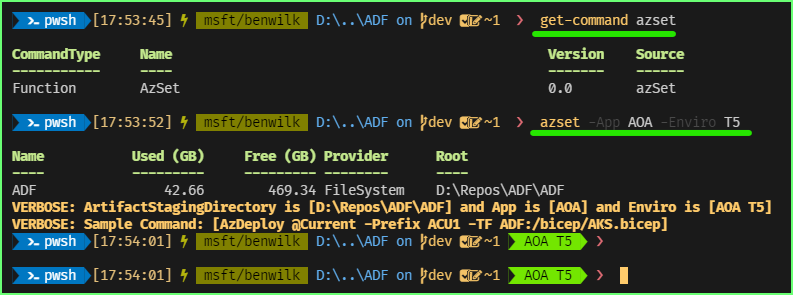 >_ pwsh [17:53:45] msft/benwilk D:\..\ADF on dev ~1 ❯ get-command azset
CommandType Name Version Source
----------- ---- ------- ------
Function AzSet 0.0 azSet
>_ pwsh [17:53:52] msft/benwilk D:\..\ADF on dev ~1 ❯ azset -App AOA -Enviro T5
Name Used (GB) Free (GB) Provider Root
---- --------- --------- -------- ----
ADF 42.66 469.34 FileSystem D:\Repos\ADF\ADF
VERBOSE: ArtifactStagingDirectory is [D:\Repos\ADF\ADF] and App is [AOA] and Enviro is [AOA T5]
VERBOSE: Sample Command: [AzDeploy @Current -Prefix ACU1 -TF ADF:/bicep/AKS.bicep]
>_ pwsh [17:54:01] msft/benwilk D:\..\ADF on dev ~1 AOA T5 ❯
>_ pwsh [17:54:01] msft/benwilk D:\..\ADF on dev ~1 AOA T5 ❯